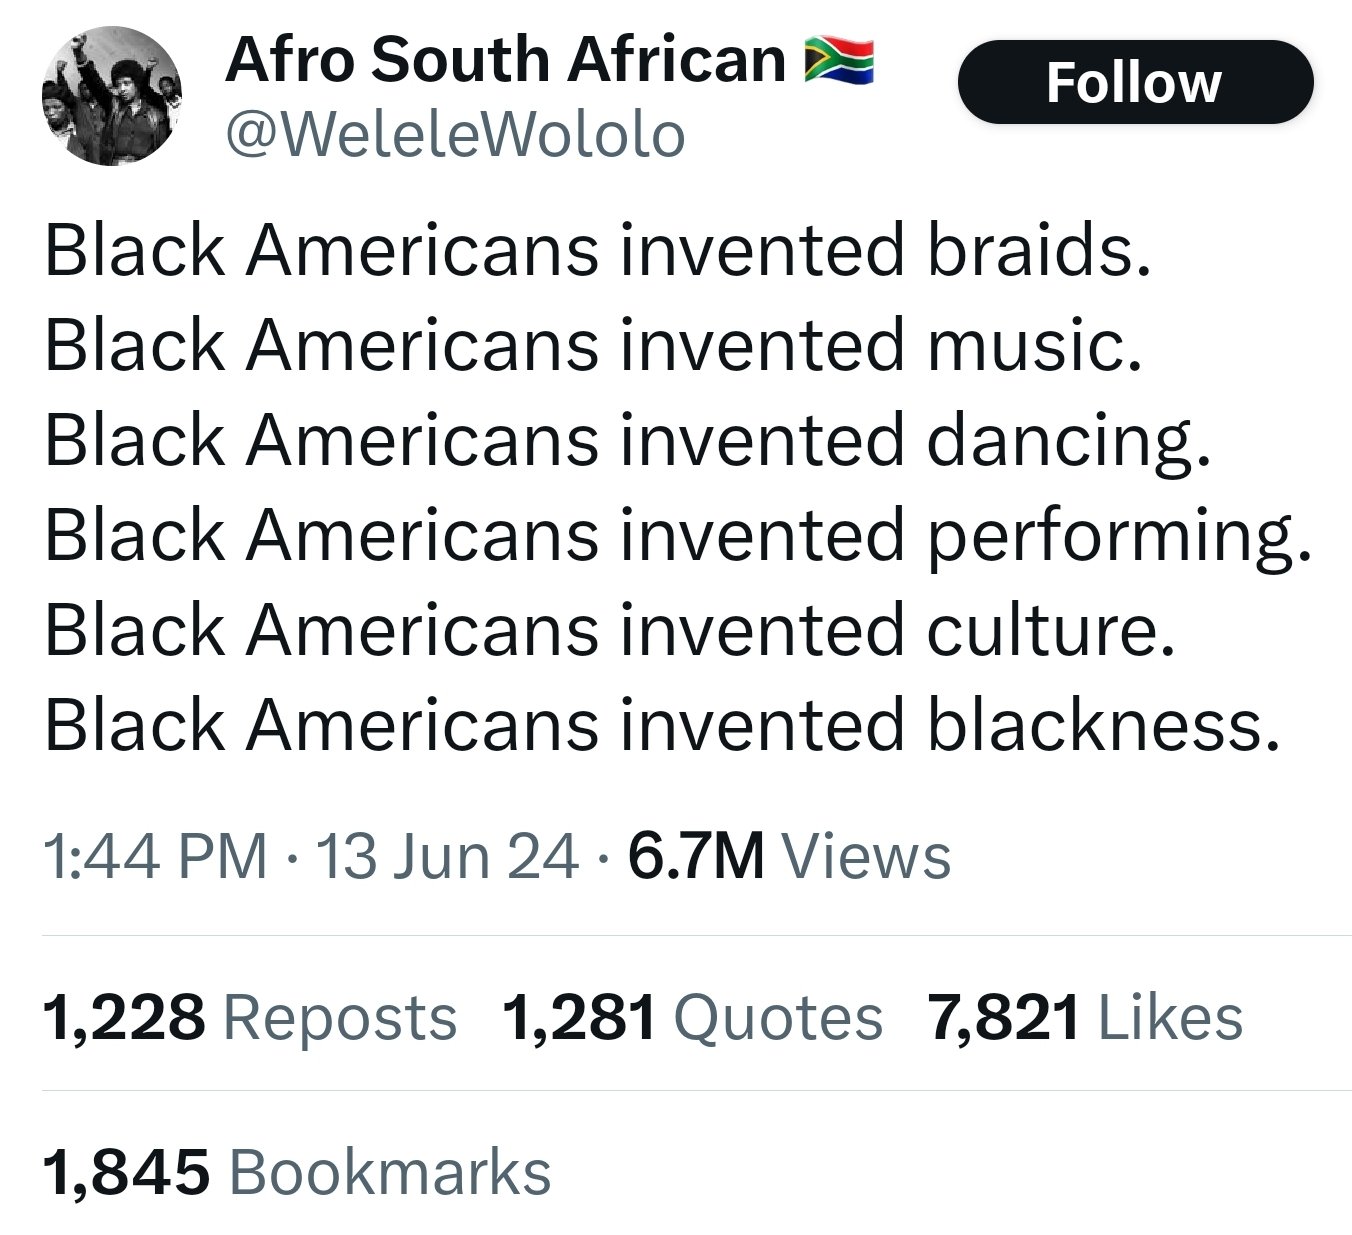 Afro South African 🇿🇦
Follow
@WeleleWololo
Black Americans invented braids.
Black Americans invented music.
Black Americans invented dancing.
Black Americans invented performing.
Black Americans invented culture.
Black Americans invented blackness.
1:44 PM · 13 Jun 24 · 6.7M Views
1,228 Reposts 1,281 Quotes 7,821 Likes
1,845 Bookmarks